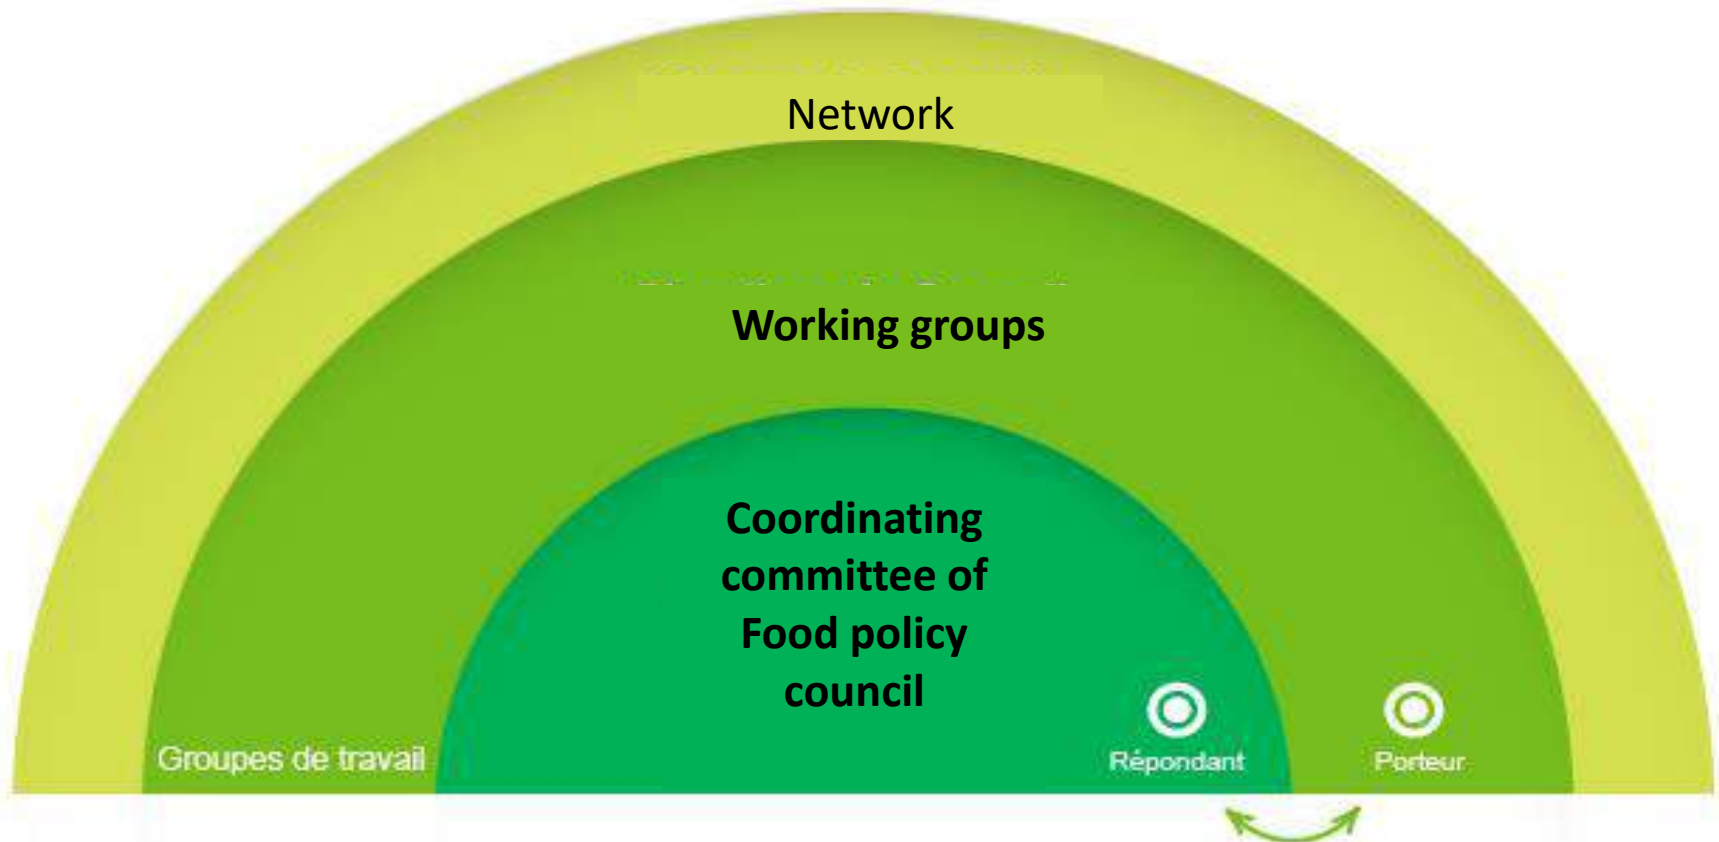 Network
Working groups
Coordinating
committee of
Food policy
council
Répondant
Porteur
Groupes de travail